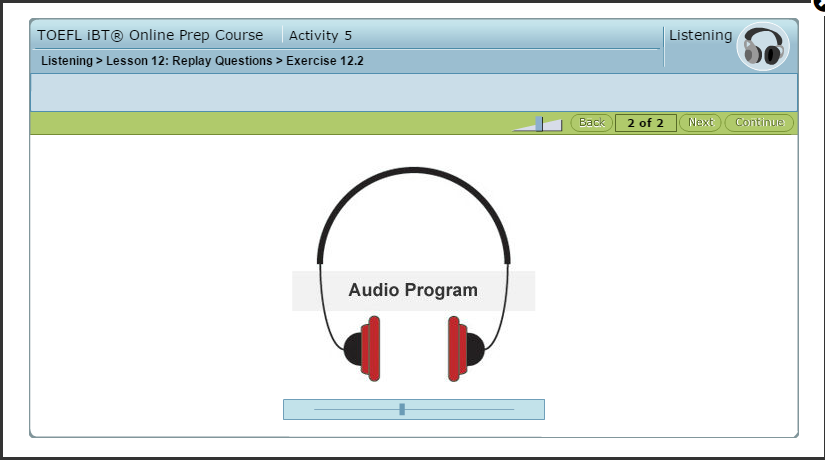 TOEFL iBT® Online Prep Course
Activity 5
Listening
Listening > Lesson 12: Replay Questions > Exercise 12.2
Back
2 of 2
Next
Continue
Audio Program